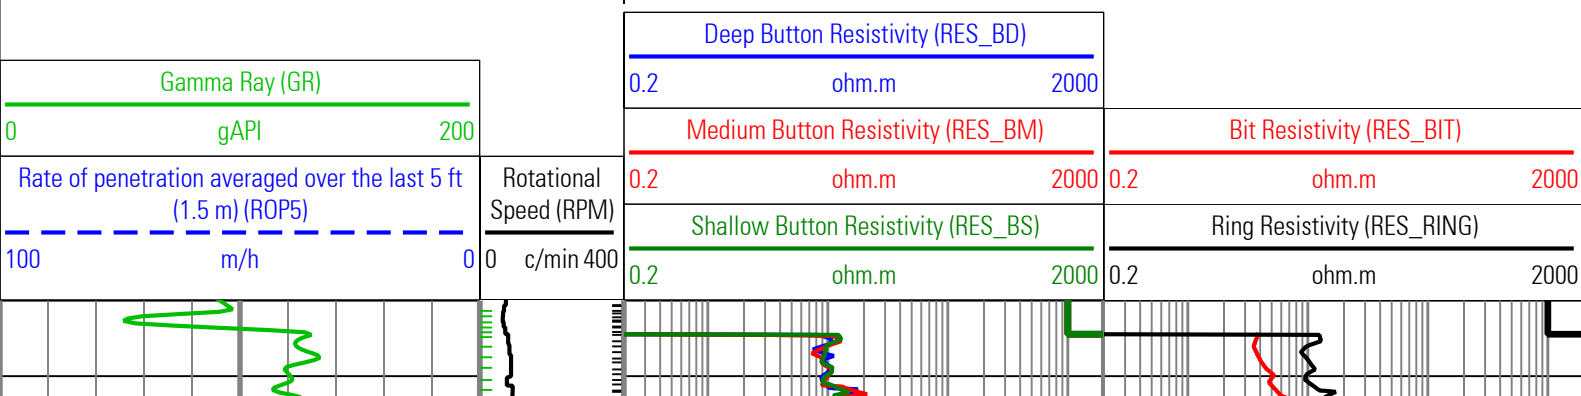 Deep Button Resistivity (RES_BD)
0.2 ohm.m 2000
Gamma Ray (GR)
0 gAPI 200
Medium Button Resistivity (RES_BM)
0.2 ohm.m 2000
Bit Resistivity (RES_BIT)
0.2 ohm.m 2000
Rate of penetration averaged over the last 5 ft
(1.5 m) (ROP5)
100 m/h 0
Rotational
Speed (RPM)
0 c/min 400
Shallow Button Resistivity (RES_BS)
0.2 ohm.m 2000
Ring Resistivity (RES_RING)
0.2 ohm.m 2000